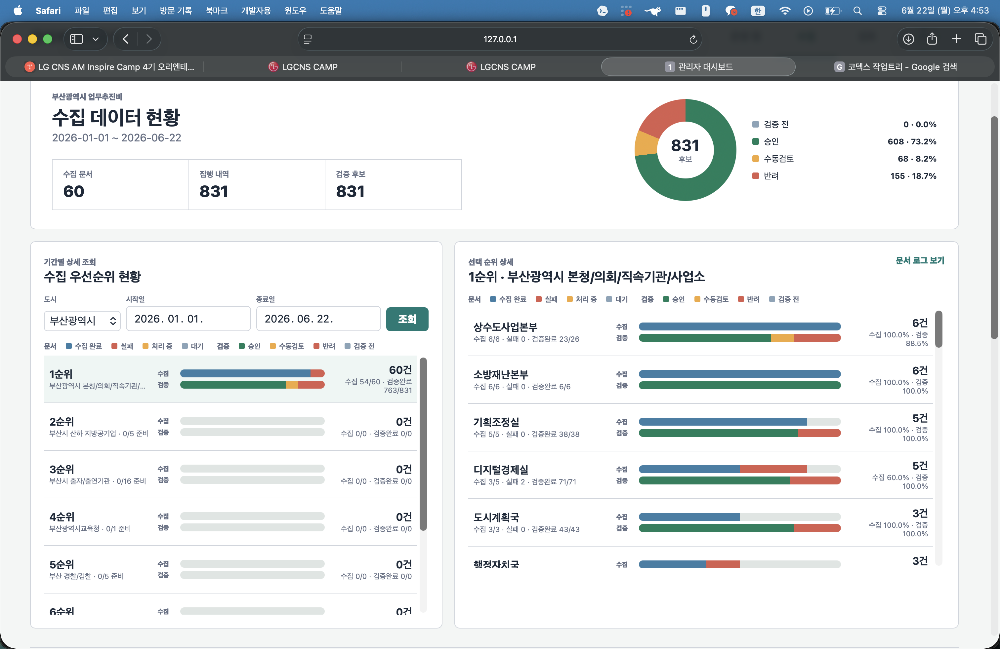 Safari 파일 편집 보기 방문 기록 북마크 개발자용 윈도우 도움말
한
6월 22일 (월) 오후 4:53
127.0.0.1
LG CNS AM Inspire Camp 4기 오리엔테...
LGCNS CAMP
LGCNS CAMP
1 관리자 대시보드
G 코덱스 작업트리 - Google 검색
부산광역시 업무추진비
수집 데이터 현황
2026-01-01 ~ 2026-06-22
수집 문서
60
집행 내역
831
검증 후보
831
831
후보
검증 전 0 · 0.0%
승인 608 · 73.2%
수동검토 68 · 8.2%
반려 155 · 18.7%
기간별 상세 조회
수집 우선순위 현황
도시 시작일 종료일
부산광역시 2026. 01. 01. 2026. 06. 22. 조회
문서 수집 완료 실패 처리 중 대기 검증 승인 수동검토 반려 검증 전
1순위
부산광역시 본청/의회/직속기관/...
수집
검증
60건
수집 54/60 · 검증완료
763/831
2순위
부산시 산하 지방공기업 · 0/5 준비
수집
검증
0건
수집 0/0 · 검증완료 0/0
3순위
부산시 출자/출연기관 · 0/16 준비
수집
검증
0건
수집 0/0 · 검증완료 0/0
4순위
부산광역시교육청 · 0/1 준비
수집
검증
0건
수집 0/0 · 검증완료 0/0
5순위
부산 경찰/검찰 · 0/5 준비
수집
검증
0건
수집 0/0 · 검증완료 0/0
6순위
수집
0건
선택 순위 상세
1순위 · 부산광역시 본청/의회/직속기관/사업소
문서 로그 보기
문서 수집 완료 실패 처리 중 대기 검증 승인 수동검토 반려 검증 전
상수도사업본부
수집 6/6 · 실패 0 · 검증완료 23/26
수집
검증
6건
수집 100.0% · 검증
88.5%
소방재난본부
수집 6/6 · 실패 0 · 검증완료 6/6
수집
검증
6건
수집 100.0% · 검증
100.0%
기획조정실
수집 5/5 · 실패 0 · 검증완료 38/38
수집
검증
5건
수집 100.0% · 검증
100.0%
디지털경제실
수집 3/5 · 실패 2 · 검증완료 71/71
수집
검증
5건
수집 60.0% · 검증
100.0%
도시계획국
수집 3/3 · 실패 0 · 검증완료 43/43
수집
검증
3건
수집 100.0% · 검증
100.0%
행정자치국
수집
3건